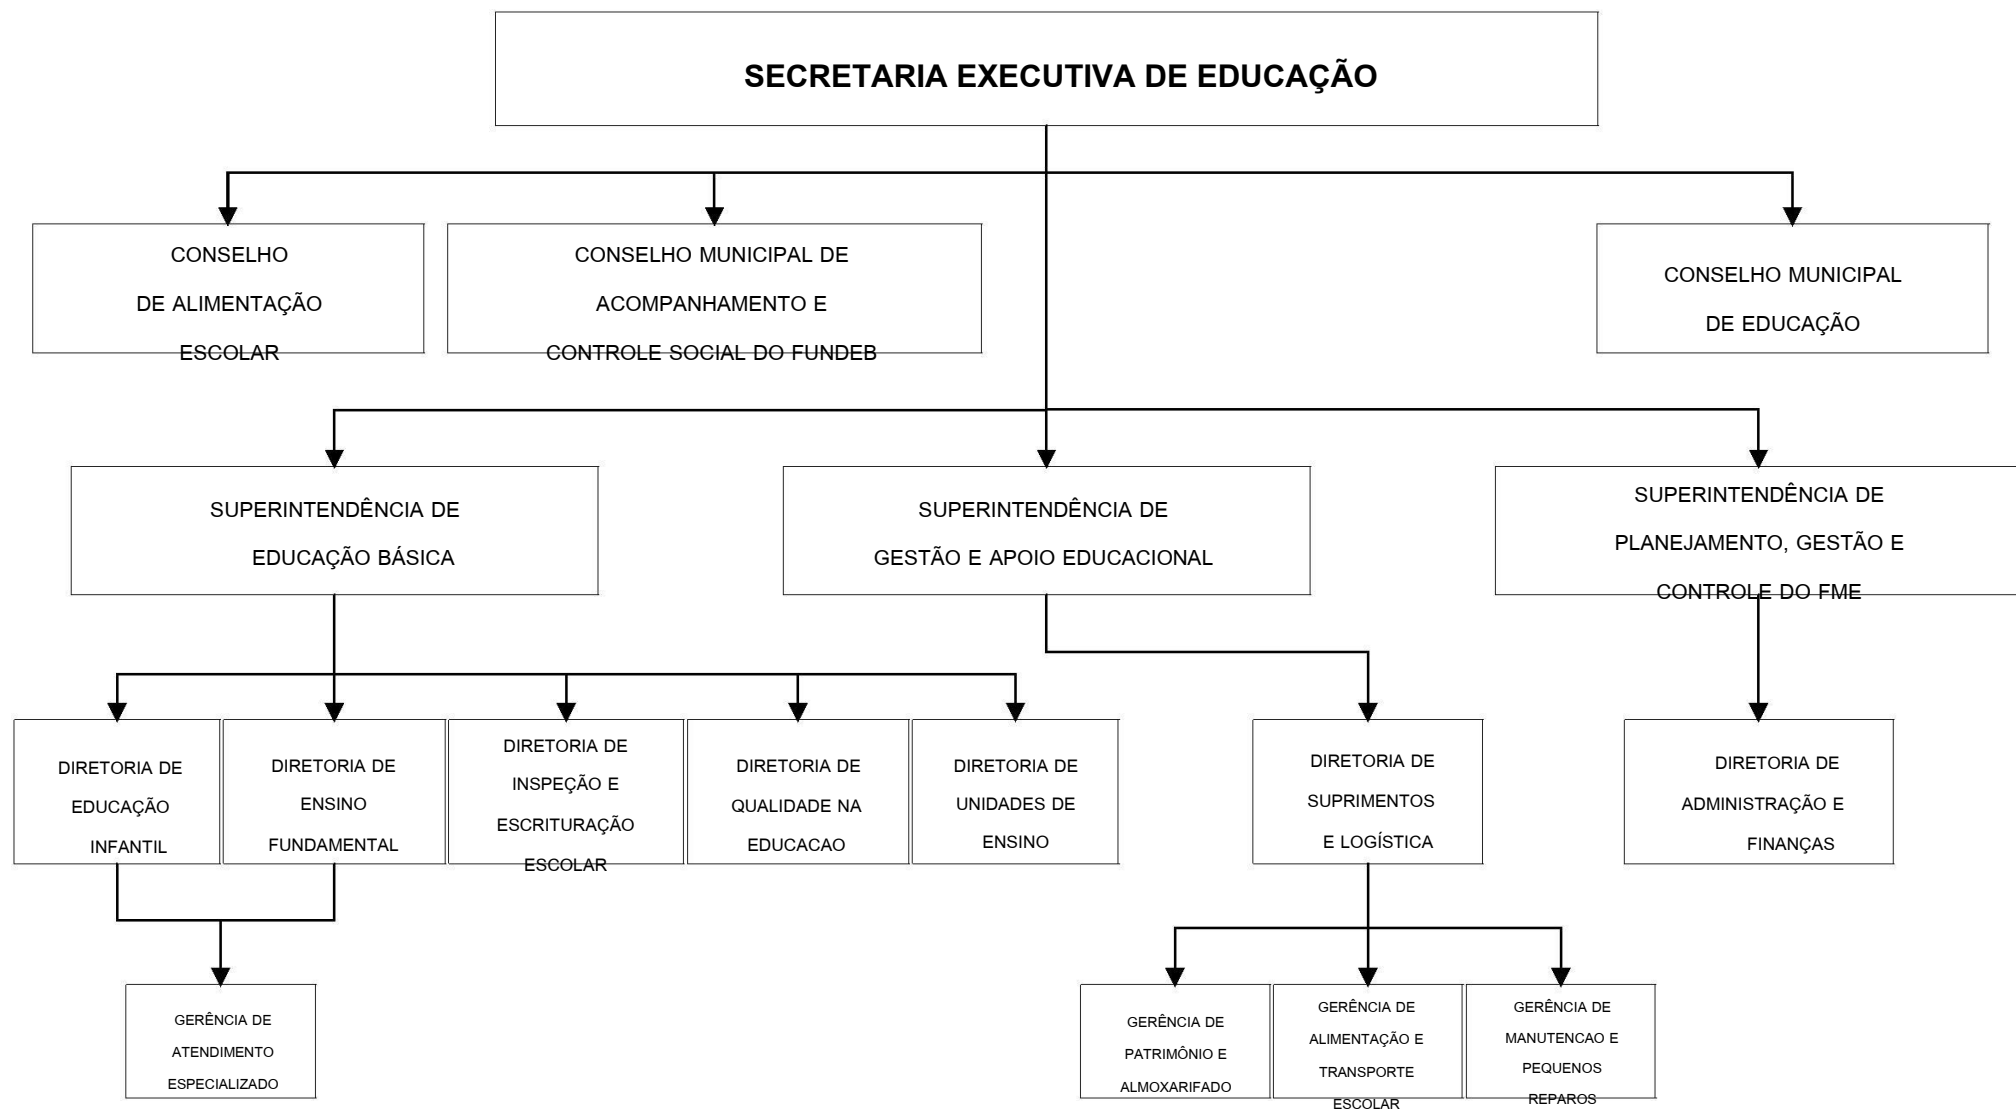 SECRETARIA EXECUTIVA DE EDUCAÇÃO
CONSELHO
DE ALIMENTAÇÃO
ESCOLAR
CONSELHO MUNICIPAL DE
ACOMPANHAMENTO E
CONTROLE SOCIAL DO FUNDEB
CONSELHO MUNICIPAL
DE EDUCAÇÃO
SUPERINTENDÊNCIA DE
EDUCAÇÃO BÁSICA
SUPERINTENDÊNCIA DE
GESTÃO E APOIO EDUCACIONAL
SUPERINTENDÊNCIA DE
PLANEJAMENTO, GESTÃO E
CONTROLE DO FME
DIRETORIA DE
EDUCAÇÃO
INFANTIL
DIRETORIA DE
ENSINO
FUNDAMENTAL
DIRETORIA DE
INSPEÇÃO E
ESCRITURAÇÃO
ESCOLAR
DIRETORIA DE
QUALIDADE NA
EDUCACAO
DIRETORIA DE
UNIDADES DE
ENSINO
DIRETORIA DE
SUPRIMENTOS
E LOGÍSTICA
DIRETORIA DE
ADMINISTRAÇÃO E
FINANÇAS
GERÊNCIA DE
ATENDIMENTO
ESPECIALIZADO
GERÊNCIA DE
PATRIMÔNIO E
ALMOXARIFADO
GERÊNCIA DE
ALIMENTAÇÃO E
TRANSPORTE
ESCOLAR
GERÊNCIA DE
MANUTENCAO E
PEQUENOS
REPAROS